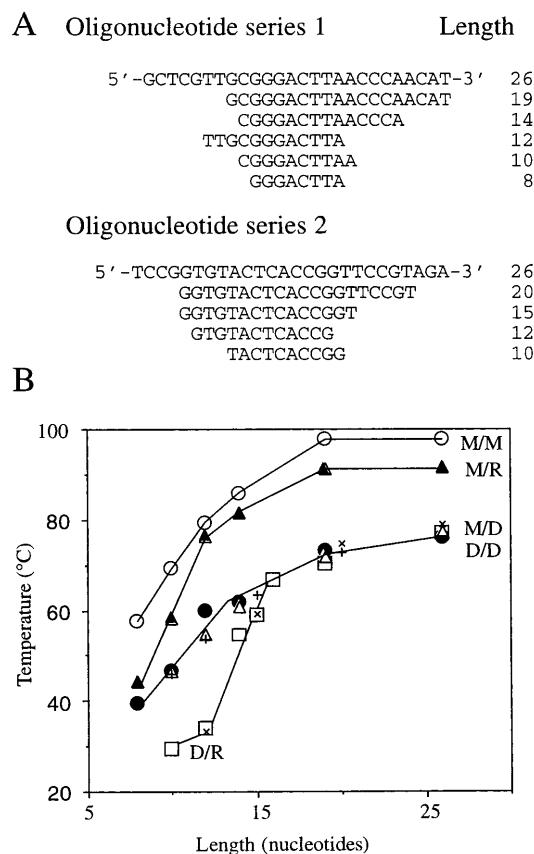 A Oligonucleotide series 1 Length
5'-GCTCGTTGCGGGACTTAACCCAACAT-3' 26
GCGGGACTTAACCCAACAT 19
CGGGACTTAACCCA 14
TTGCGGGACTTA 12
CGGGACTTAA 10
GGGACTTA 8
Oligonucleotide series 2
5'-TCCGGTGTACTCACCGGTTCCGTAGA-3' 26
GGTGTACTCACCGGTTCCGT 20
GGTGTACTCACCGGT 15
GTGTACTCACCG 12
TACTCACCGG 10
B
100
80
60
40
20
5
15
25
Temperature (°C)
Length (nucleotides)
M/M
M/R
M/D
D/D
D/R